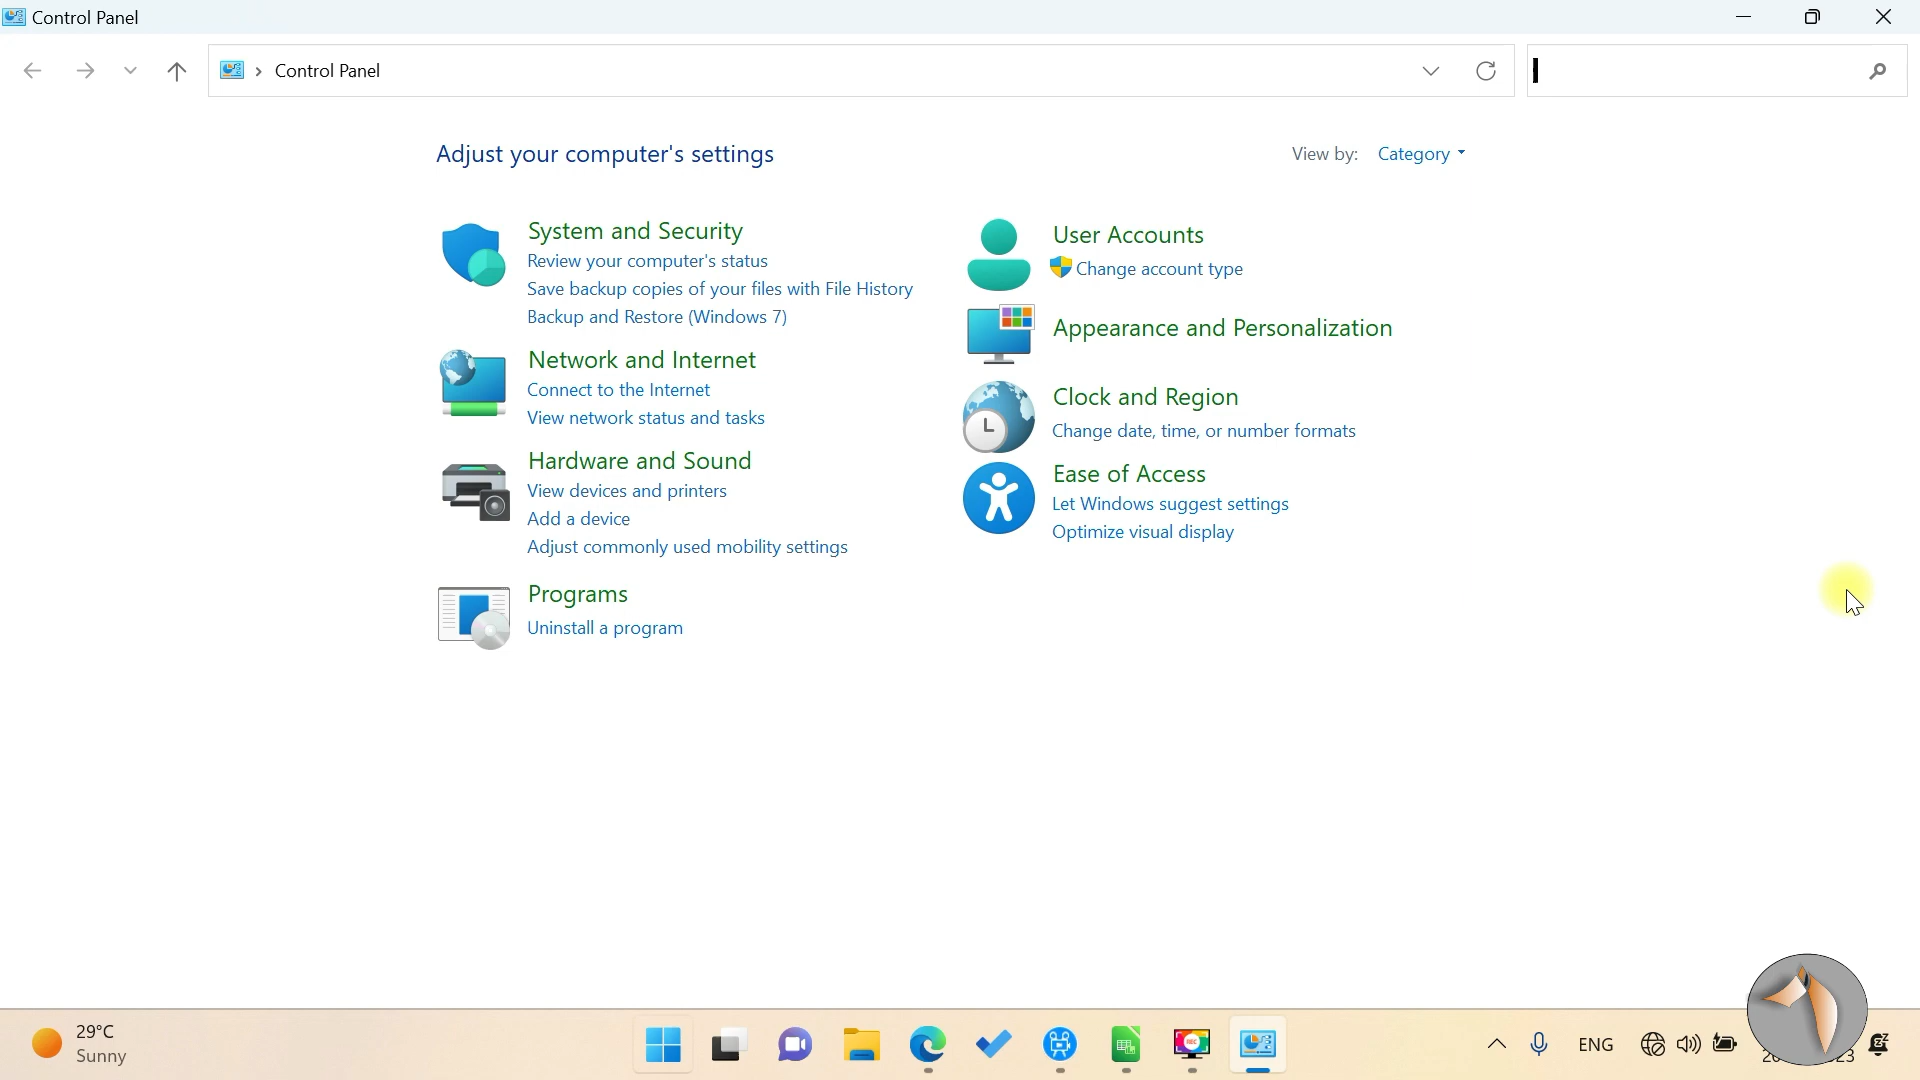 Control Panel
Control Panel
Adjust your computer's settings
View by: Category
System and Security
Review your computer's status
Save backup copies of your files with File History
Backup and Restore (Windows 7)
Network and Internet
Connect to the Internet
View network status and tasks
Hardware and Sound
View devices and printers
Add a device
Adjust commonly used mobility settings
Programs
Uninstall a program
User Accounts
Change account type
Appearance and Personalization
Clock and Region
Change date, time, or number formats
Ease of Access
Let Windows suggest settings
Optimize visual display
29°C
Sunny
REC
ENG